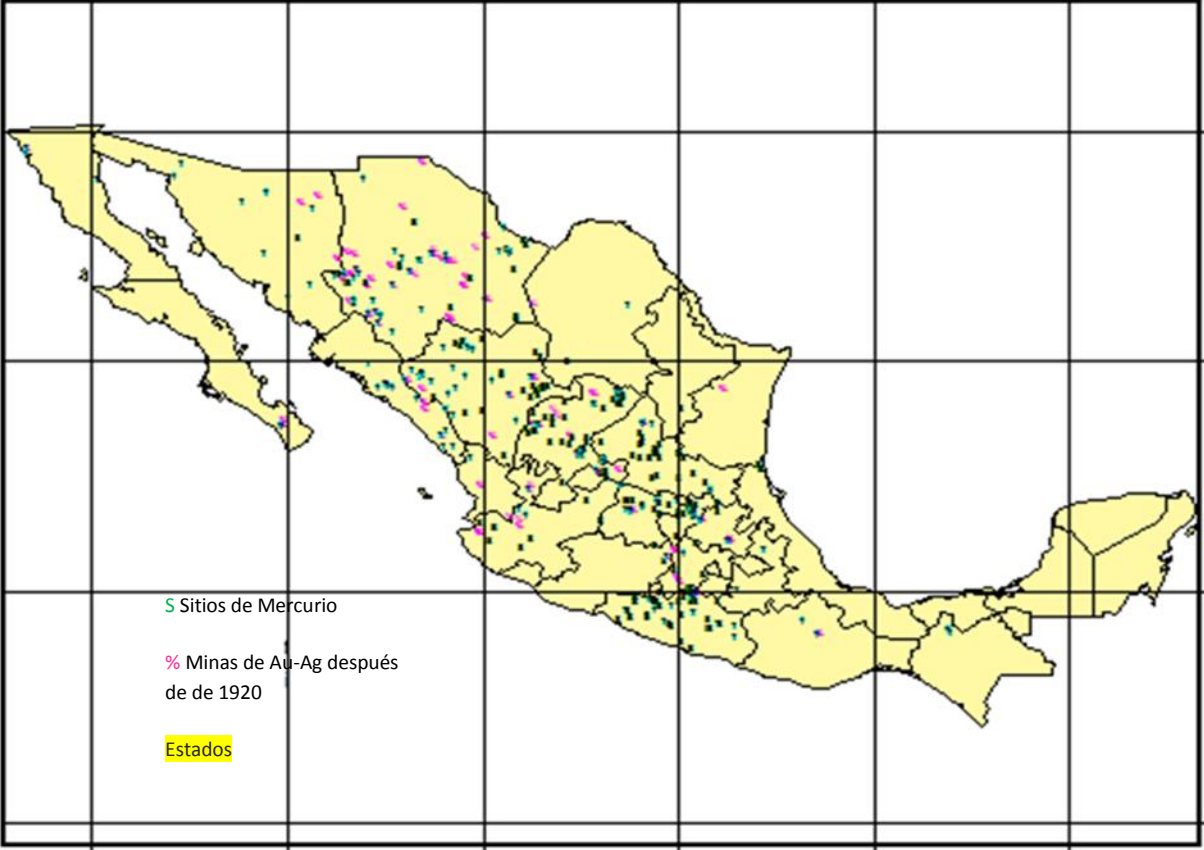 S Sitios de Mercurio
% Minas de Au-Ag después
de de 1920
Estados